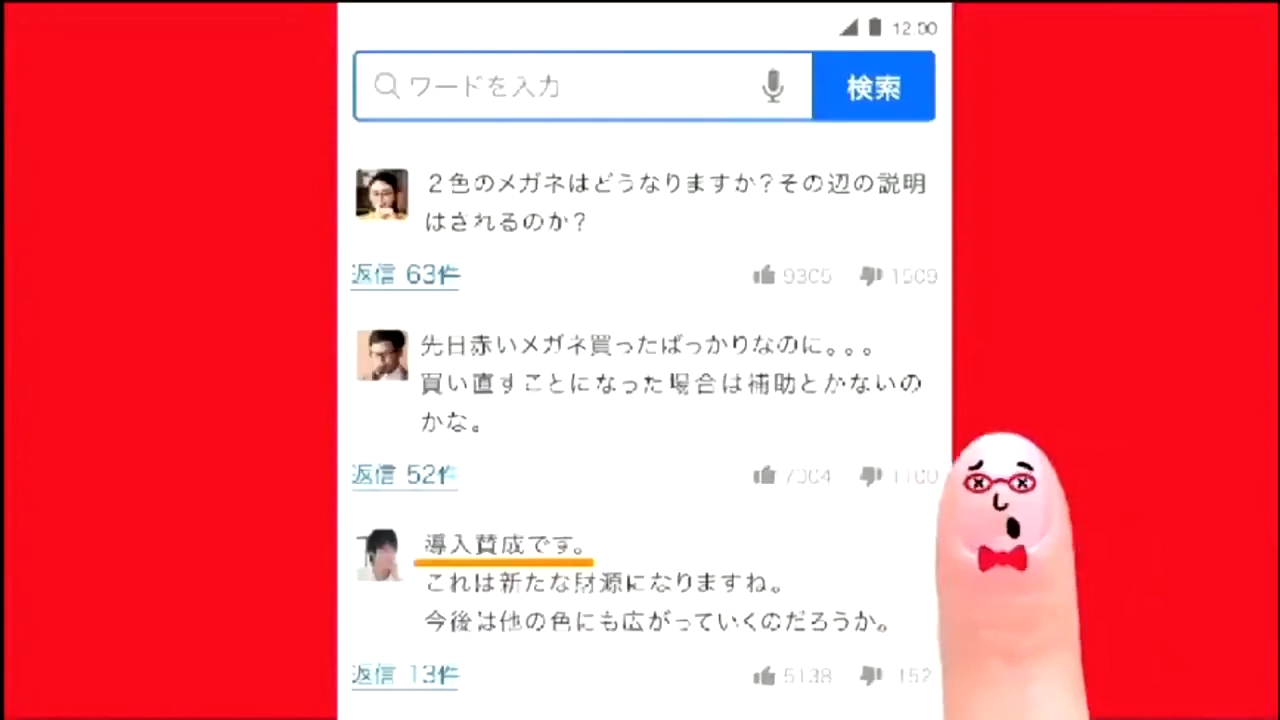 12:00
ワードを入力
検索
2色のメガネはどうなりますか?その辺の説明
はされるのか?
返信 63件
9305
1509
先日赤いメガネ買ったばっかりなのに。。。
買い直すことになった場合は補助とかないの
かな。
返信 52件
7004
1100
導入賛成です。
これは新たな財源になりますね。
今後は他の色にも広がっていくのだろうか。
返信 13件
5138
152